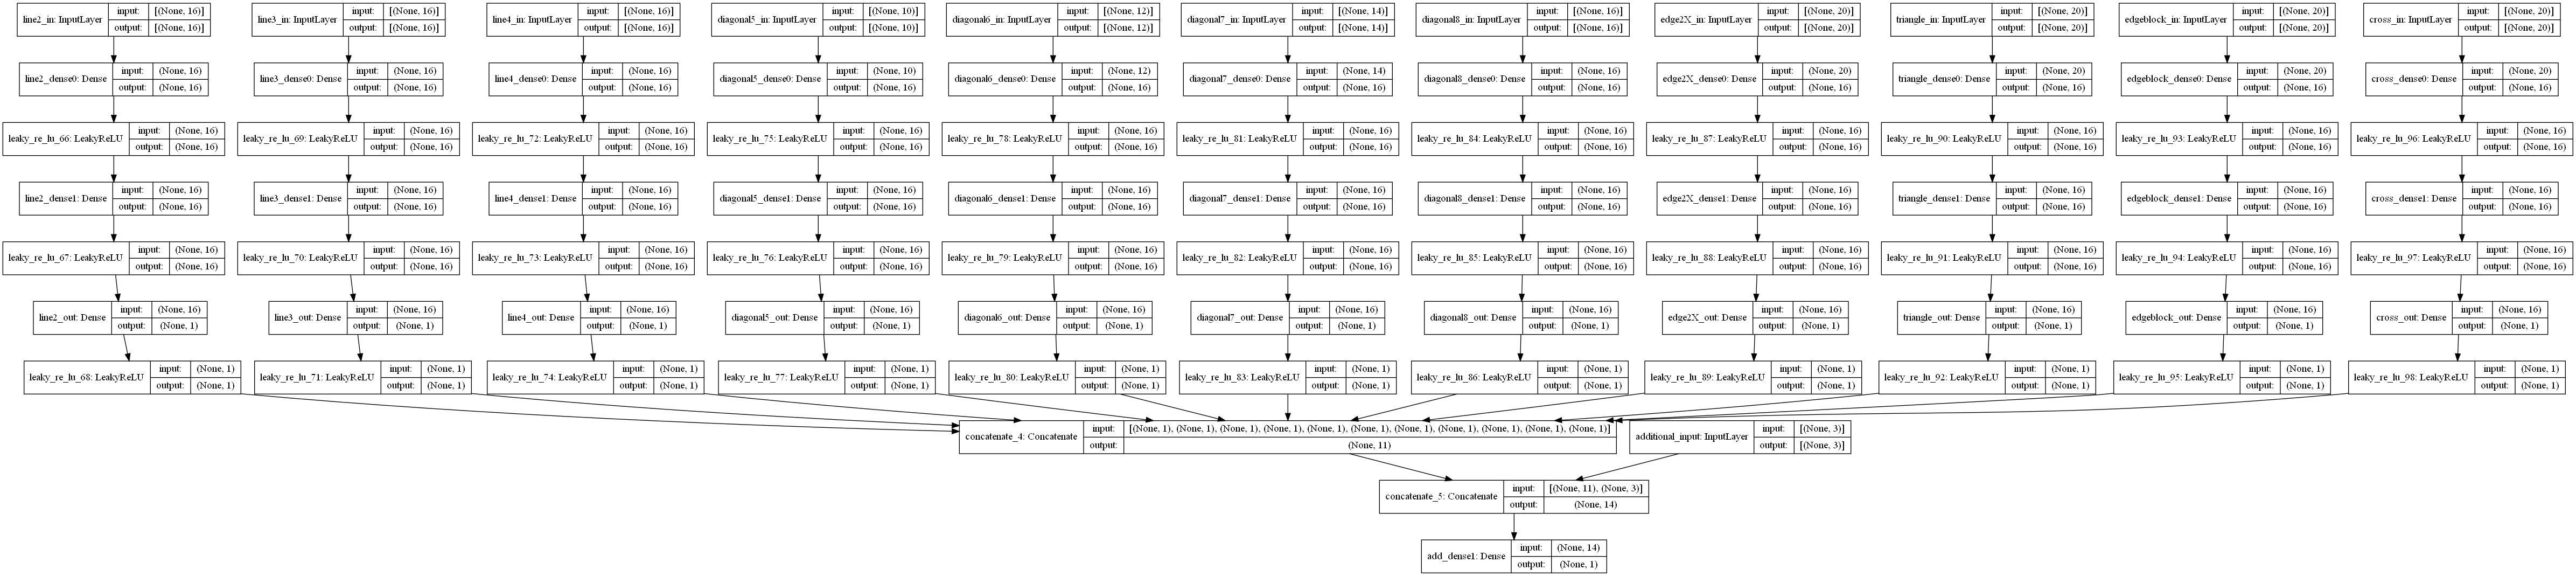 line2_in: InputLayer input: [(None, 16)] output: [(None, 16)]
line3_in: InputLayer input: [(None, 16)] output: [(None, 16)]
line4_in: InputLayer input: [(None, 16)] output: [(None, 16)]
diagonal5_in: InputLayer input: [(None, 10)] output: [(None, 10)]
diagonal6_in: InputLayer input: [(None, 12)] output: [(None, 12)]
diagonal7_in: InputLayer input: [(None, 14)] output: [(None, 14)]
diagonal8_in: InputLayer input: [(None, 16)] output: [(None, 16)]
edge2X_in: InputLayer input: [(None, 20)] output: [(None, 20)]
triangle_in: InputLayer input: [(None, 20)] output: [(None, 20)]
edgeblock_in: InputLayer input: [(None, 20)] output: [(None, 20)]
cross_in: InputLayer input: [(None, 20)] output: [(None, 20)]
line2_dense0: Dense input: (None, 16) output: (None, 16)
line3_dense0: Dense input: (None, 16) output: (None, 16)
line4_dense0: Dense input: (None, 16) output: (None, 16)
diagonal5_dense0: Dense input: (None, 10) output: (None, 16)
diagonal6_dense0: Dense input: (None, 12) output: (None, 16)
diagonal7_dense0: Dense input: (None, 14) output: (None, 16)
diagonal8_dense0: Dense input: (None, 16) output: (None, 16)
edge2X_dense0: Dense input: (None, 20) output: (None, 16)
triangle_dense0: Dense input: (None, 20) output: (None, 16)
edgeblock_dense0: Dense input: (None, 20) output: (None, 16)
cross_dense0: Dense input: (None, 20) output: (None, 16)
leaky_re_lu_66: LeakyReLU input: (None, 16) output: (None, 16)
leaky_re_lu_69: LeakyReLU input: (None, 16) output: (None, 16)
leaky_re_lu_72: LeakyReLU input: (None, 16) output: (None, 16)
leaky_re_lu_75: LeakyReLU input: (None, 16) output: (None, 16)
leaky_re_lu_78: LeakyReLU input: (None, 16) output: (None, 16)
leaky_re_lu_81: LeakyReLU input: (None, 16) output: (None, 16)
leaky_re_lu_84: LeakyReLU input: (None, 16) output: (None, 16)
leaky_re_lu_87: LeakyReLU input: (None, 16) output: (None, 16)
leaky_re_lu_90: LeakyReLU input: (None, 16) output: (None, 16)
leaky_re_lu_93: LeakyReLU input: (None, 16) output: (None, 16)
leaky_re_lu_96: LeakyReLU input: (None, 16) output: (None, 16)
line2_dense1: Dense input: (None, 16) output: (None, 16)
line3_dense1: Dense input: (None, 16) output: (None, 16)
line4_dense1: Dense input: (None, 16) output: (None, 16)
diagonal5_dense1: Dense input: (None, 16) output: (None, 16)
diagonal6_dense1: Dense input: (None, 16) output: (None, 16)
diagonal7_dense1: Dense input: (None, 16) output: (None, 16)
diagonal8_dense1: Dense input: (None, 16) output: (None, 16)
edge2X_dense1: Dense input: (None, 16) output: (None, 16)
triangle_dense1: Dense input: (None, 16) output: (None, 16)
edgeblock_dense1: Dense input: (None, 16) output: (None, 16)
cross_dense1: Dense input: (None, 16) output: (None, 16)
leaky_re_lu_67: LeakyReLU input: (None, 16) output: (None, 16)
leaky_re_lu_70: LeakyReLU input: (None, 16) output: (None, 16)
leaky_re_lu_73: LeakyReLU input: (None, 16) output: (None, 16)
leaky_re_lu_76: LeakyReLU input: (None, 16) output: (None, 16)
leaky_re_lu_79: LeakyReLU input: (None, 16) output: (None, 16)
leaky_re_lu_82: LeakyReLU input: (None, 16) output: (None, 16)
leaky_re_lu_85: LeakyReLU input: (None, 16) output: (None, 16)
leaky_re_lu_88: LeakyReLU input: (None, 16) output: (None, 16)
leaky_re_lu_91: LeakyReLU input: (None, 16) output: (None, 16)
leaky_re_lu_94: LeakyReLU input: (None, 16) output: (None, 16)
leaky_re_lu_97: LeakyReLU input: (None, 16) output: (None, 16)
line2_out: Dense input: (None, 16) output: (None, 1)
line3_out: Dense input: (None, 16) output: (None, 1)
line4_out: Dense input: (None, 16) output: (None, 1)
diagonal5_out: Dense input: (None, 16) output: (None, 1)
diagonal6_out: Dense input: (None, 16) output: (None, 1)
diagonal7_out: Dense input: (None, 16) output: (None, 1)
diagonal8_out: Dense input: (None, 16) output: (None, 1)
edge2X_out: Dense input: (None, 16) output: (None, 1)
triangle_out: Dense input: (None, 16) output: (None, 1)
edgeblock_out: Dense input: (None, 16) output: (None, 1)
cross_out: Dense input: (None, 16) output: (None, 1)
leaky_re_lu_68: LeakyReLU input: (None, 1) output: (None, 1)
leaky_re_lu_71: LeakyReLU input: (None, 1) output: (None, 1)
leaky_re_lu_74: LeakyReLU input: (None, 1) output: (None, 1)
leaky_re_lu_77: LeakyReLU input: (None, 1) output: (None, 1)
leaky_re_lu_80: LeakyReLU input: (None, 1) output: (None, 1)
leaky_re_lu_83: LeakyReLU input: (None, 1) output: (None, 1)
leaky_re_lu_86: LeakyReLU input: (None, 1) output: (None, 1)
leaky_re_lu_89: LeakyReLU input: (None, 1) output: (None, 1)
leaky_re_lu_92: LeakyReLU input: (None, 1) output: (None, 1)
leaky_re_lu_95: LeakyReLU input: (None, 1) output: (None, 1)
leaky_re_lu_98: LeakyReLU input: (None, 1) output: (None, 1)
concatenate_4: Concatenate input: [(None, 1), (None, 1), (None, 1), (None, 1), (None, 1), (None, 1), (None, 1), (None, 1), (None, 1), (None, 1), (None, 1)] output: (None, 11)
additional_input: InputLayer input: [(None, 3)] output: [(None, 3)]
concatenate_5: Concatenate input: [(None, 11), (None, 3)] output: (None, 14)
add_dense1: Dense input: (None, 14) output: (None, 1)